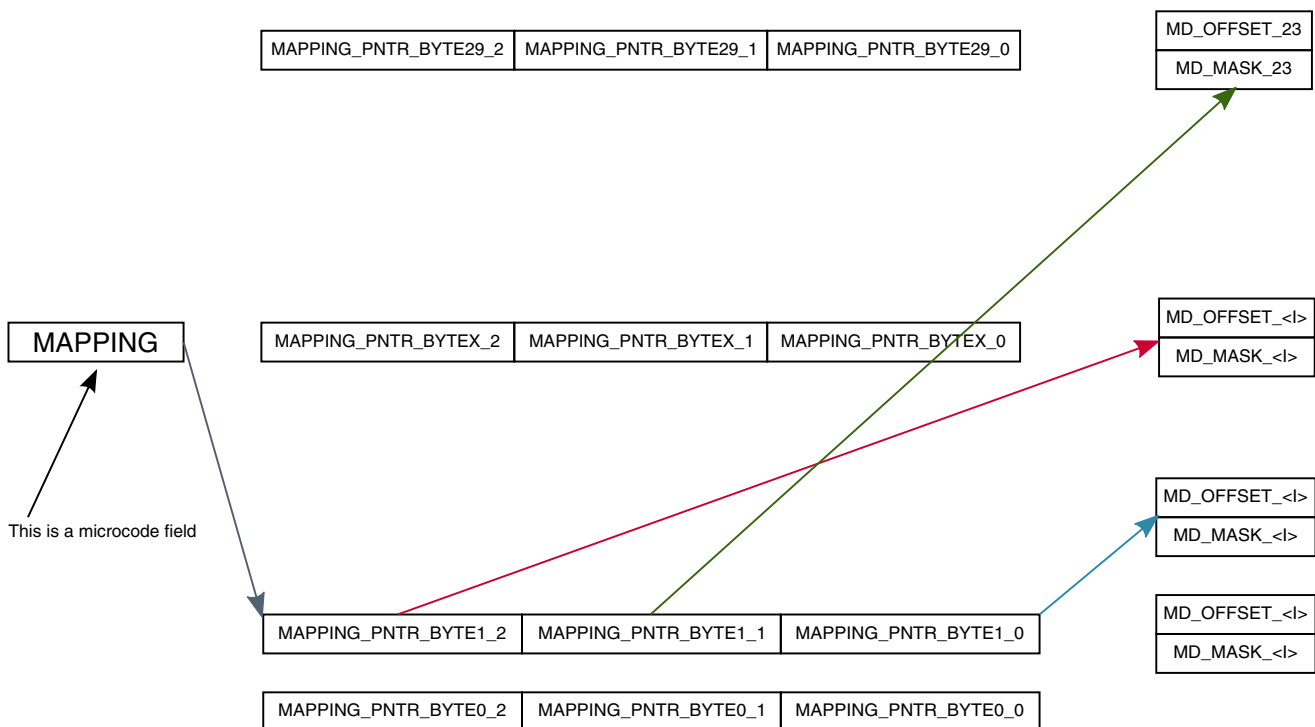 MAPPING_PNTR_BYTE29_2 MAPPING_PNTR_BYTE29_1 MAPPING_PNTR_BYTE29_0
MD_OFFSET_23
MD_MASK_23
MAPPING
MAPPING_PNTR_BYTEX_2 MAPPING_PNTR_BYTEX_1 MAPPING_PNTR_BYTEX_0
MD_OFFSET_<I>
MD_MASK_<I>
This is a microcode field
MD_OFFSET_<I>
MD_MASK_<I>
MAPPING_PNTR_BYTE1_2 MAPPING_PNTR_BYTE1_1 MAPPING_PNTR_BYTE1_0
MD_OFFSET_<I>
MD_MASK_<I>
MAPPING_PNTR_BYTE0_2 MAPPING_PNTR_BYTE0_1 MAPPING_PNTR_BYTE0_0